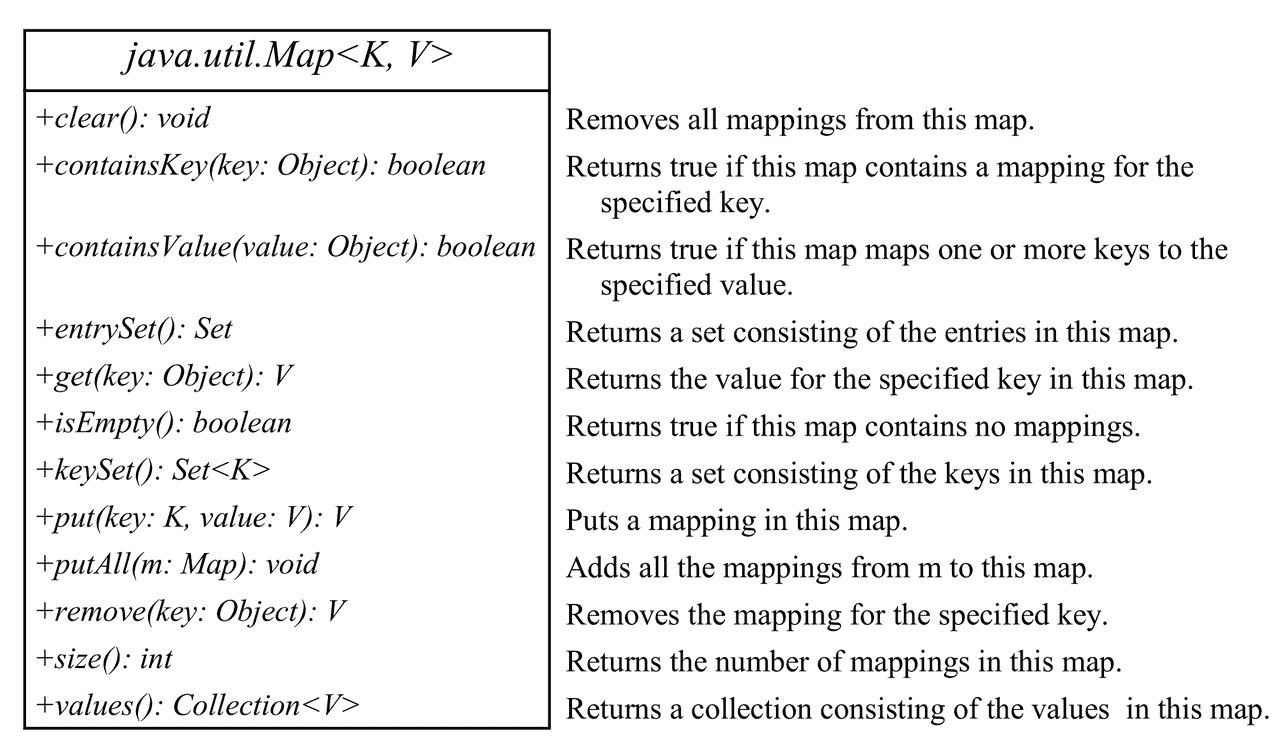 java.util.Map<K, V>
+clear(): void
Removes all mappings from this map.
+containsKey(key: Object): boolean
Returns true if this map contains a mapping for the
specified key.
+containsValue(value: Object): boolean
Returns true if this map maps one or more keys to the
specified value.
+entrySet(): Set
Returns a set consisting of the entries in this map.
+get(key: Object): V
Returns the value for the specified key in this map.
+isEmpty(): boolean
Returns true if this map contains no mappings.
+keySet(): Set<K>
Returns a set consisting of the keys in this map.
+put(key: K, value: V): V
Puts a mapping in this map.
+putAll(m: Map): void
Adds all the mappings from m to this map.
+remove(key: Object): V
Removes the mapping for the specified key.
+size(): int
Returns the number of mappings in this map.
+values(): Collection<V>
Returns a collection consisting of the values  in this map.